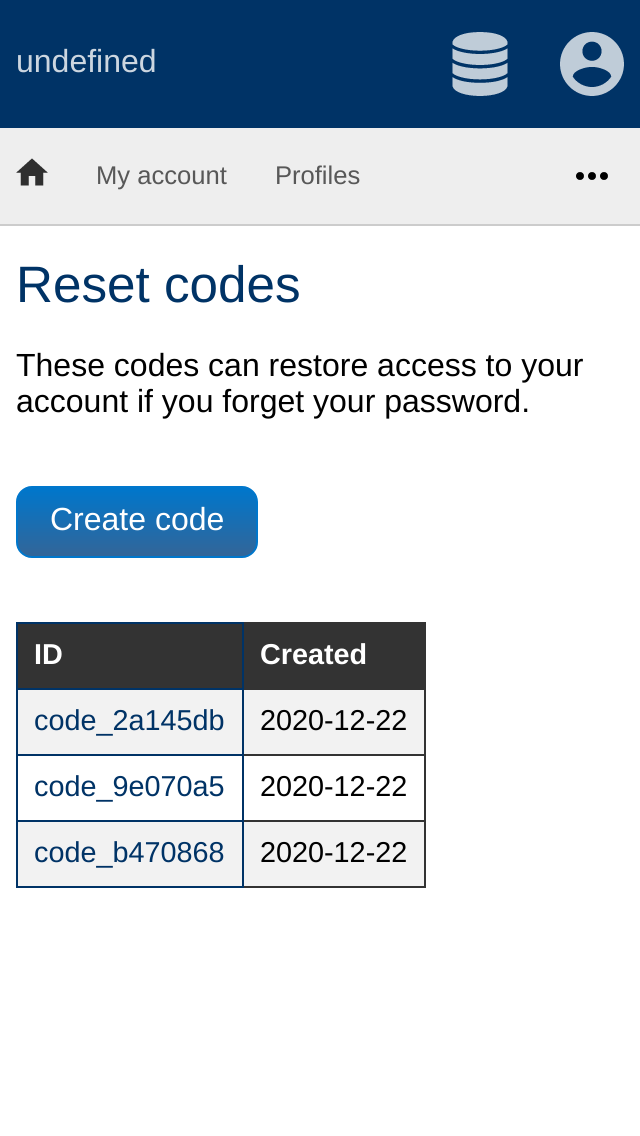 undefined
My account Profiles
Reset codes
These codes can restore access to your
account if you forget your password.
Create code
ID Created
code_2a145db 2020-12-22
code_9e070a5 2020-12-22
code_b470868 2020-12-22